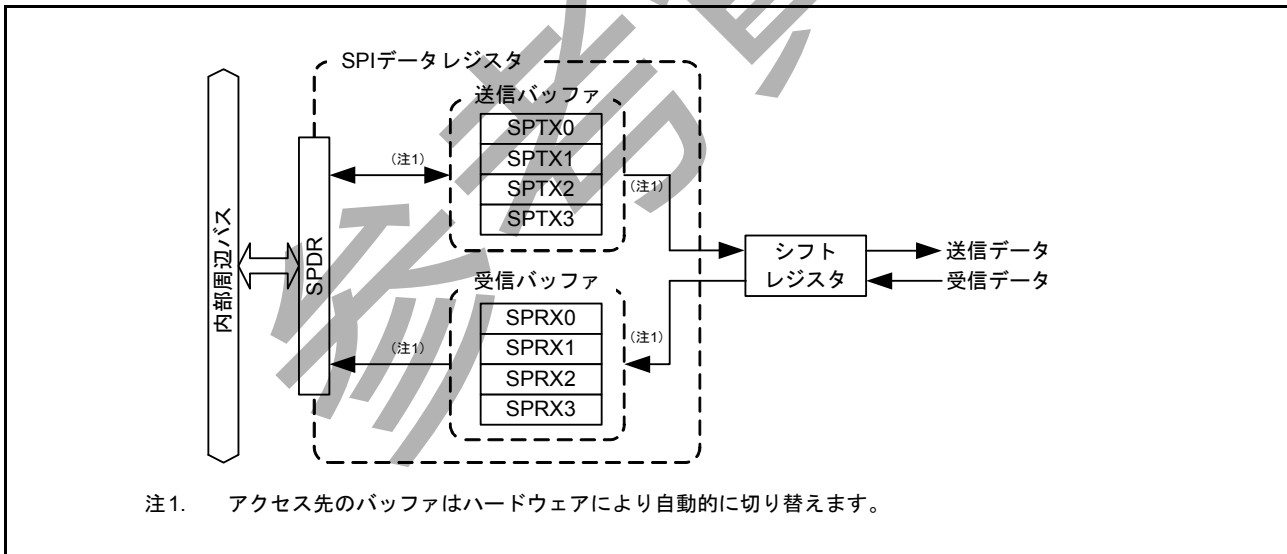 SPIデータレジスタ
送信バッファ
SPTX0
SPTX1
SPTX2
SPTX3
(注1)
(注1)
内部周辺バス
SPDR
シフト
レジスタ
送信データ
受信データ
受信バッファ
SPRX0
SPRX1
SPRX2
SPRX3
(注1)
(注1)
注1. アクセス先のバッファはハードウェアにより自動的に切り替えます。